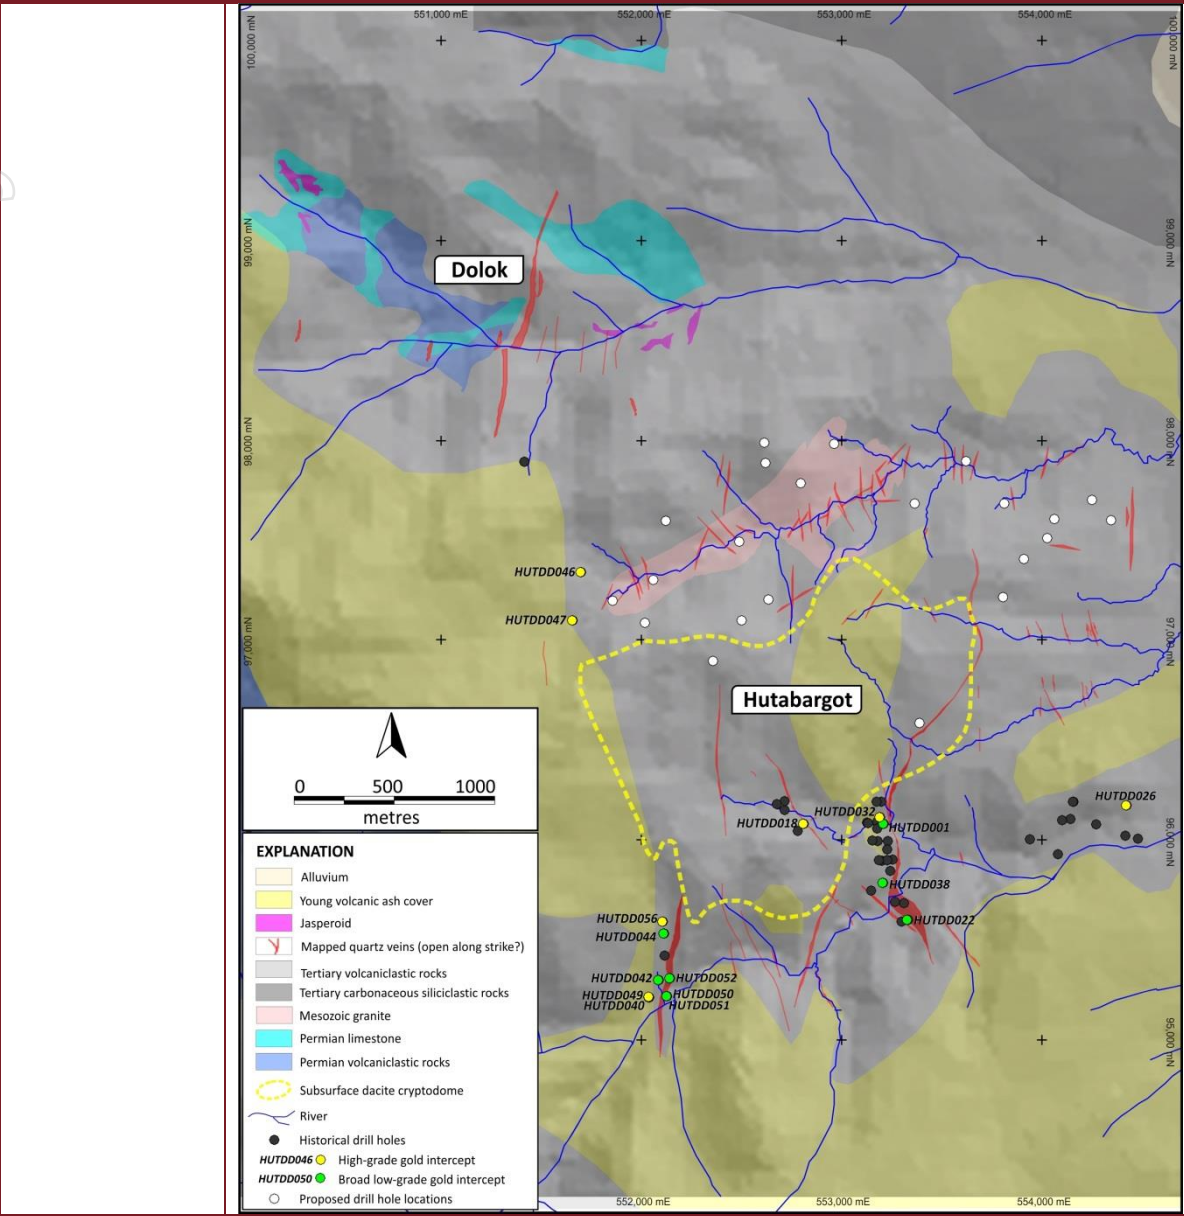 551,000 mE
552,000 mE
553,000 mE
554,000 mE
100,000 mN
100,000 mN
99,000 mN
99,000 mN
Dolok
98,000 mN
98,000 mN
HUTDD046
HUTDD047
97,000 mN
97,000 mN
Hutabargot
0 500 1000
metres
HUTDD026
HUTDD032
HUTDD018
HUTDD001
96,000 mN
HUTDD038
HUTDD056
HUTDD022
HUTDD044
HUTDD042
HUTDD052
HUTDD049
HUTDD050
HUTDD040
HUTDD051
95,000 mN
EXPLANATION
Alluvium
Young volcanic ash cover
Jasperoid
Mapped quartz veins (open along strike?)
Tertiary volcaniclastic rocks
Tertiary carbonaceous siliciclastic rocks
Mesozoic granite
Permian limestone
Permian volcaniclastic rocks
Subsurface dacite cryptodome
River
Historical drill holes
HUTDD046 High-grade gold intercept
HUTDD050 Broad low-grade gold intercept
Proposed drill hole locations
552,000 mE
553,000 mE
554,000 mE